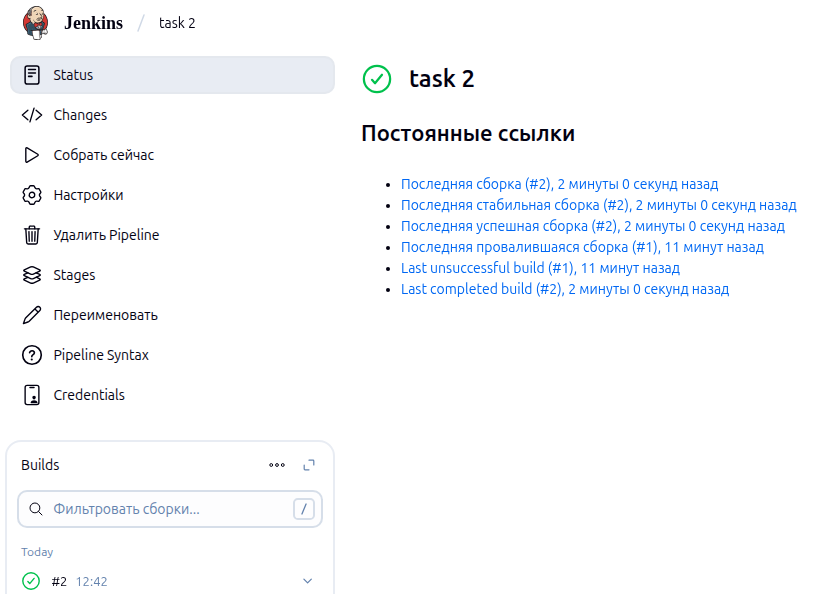 Jenkins / task 2
Status
Changes
Собрать сейчас
Настройки
Удалить Pipeline
Stages
Переименовать
Pipeline Syntax
Credentials
Builds
Фильтровать сборки... /
Today
#2 12:42
task 2
Постоянные ссылки
Последняя сборка (#2), 2 минуты 0 секунд назад
Последняя стабильная сборка (#2), 2 минуты 0 секунд назад
Последняя успешная сборка (#2), 2 минуты 0 секунд назад
Последняя провалившаяся сборка (#1), 11 минут назад
Last unsuccessful build (#1), 11 минут назад
Last completed build (#2), 2 минуты 0 секунд назад